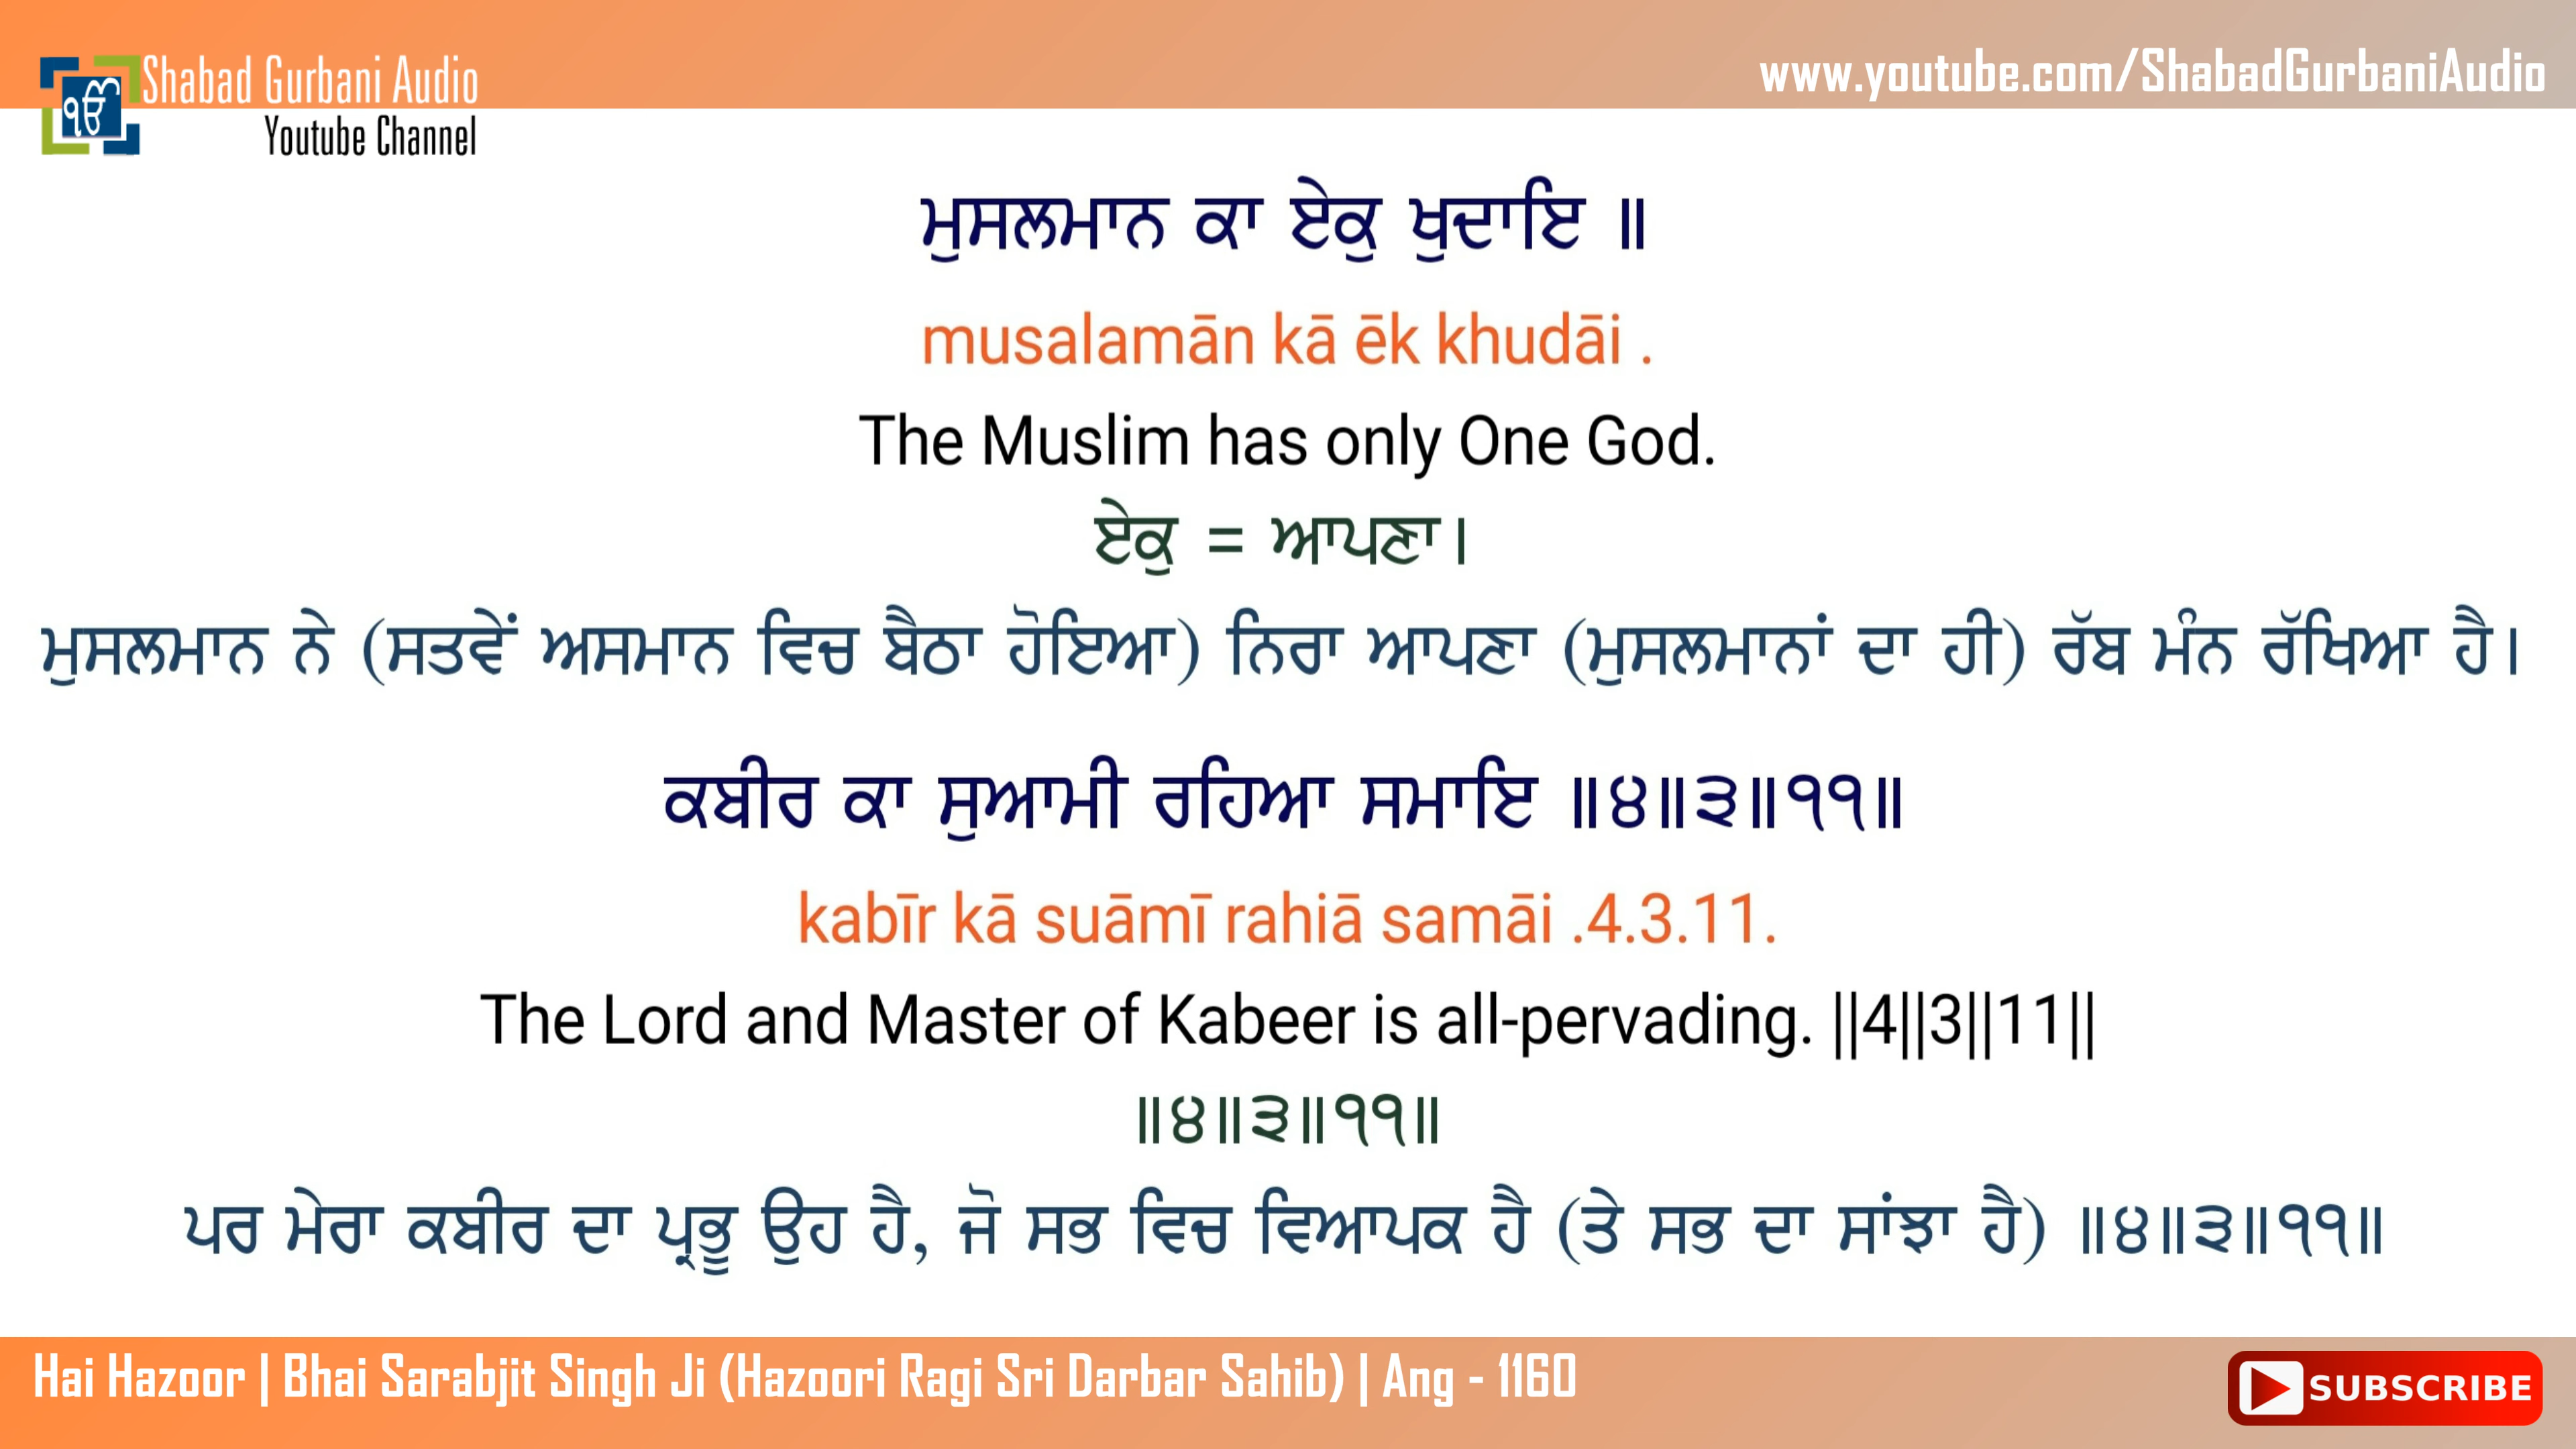 Shabad Gurbani Audio
Youtube Channel
ੴ
www.youtube.com/ShabadGurbaniAudio
ਮੁਸਲਮਾਨ ਕਾ ਏਕੁ ਖੁਦਾਇ ॥
musalamān kā ēk khudāi .
The Muslim has only One God.
ਏਕੁ = ਆਪਣਾ।
ਮੁਸਲਮਾਨ ਨੇ (ਸਤਵੇਂ ਅਸਮਾਨ ਵਿਚ ਬੈਠਾ ਹੋਇਆ) ਨਿਰਾ ਆਪਣਾ (ਮੁਸਲਮਾਨਾਂ ਦਾ ਹੀ) ਰੱਬ ਮੰਨ ਰੱਖਿਆ ਹੈ।
ਕਬੀਰ ਕਾ ਸੁਆਮੀ ਰਹਿਆ ਸਮਾਇ ॥੪॥੩॥੧੧॥
kabīr kā suāmī rahiā samāi .4.3.11.
The Lord and Master of Kabeer is all-pervading. ||4||3||11||
॥੪॥੩॥੧੧॥
ਪਰ ਮੇਰਾ ਕਬੀਰ ਦਾ ਪ੍ਰਭੂ ਉਹ ਹੈ, ਜੋ ਸਭ ਵਿਚ ਵਿਆਪਕ ਹੈ (ਤੇ ਸਭ ਦਾ ਸਾਂਝਾ ਹੈ) ॥੪॥੩॥੧੧॥
Hai Hazoor | Bhai Sarabjit Singh Ji (Hazoori Ragi Sri Darbar Sahib) | Ang - 1160
SUBSCRIBE